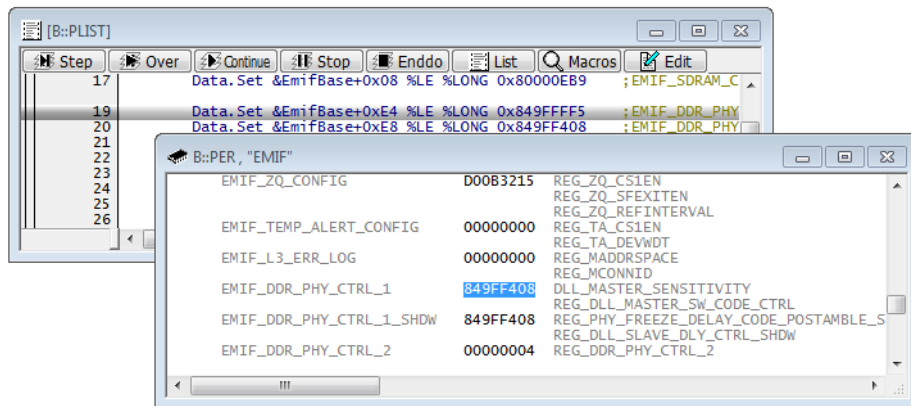 [B::PLIST]
Step Over Continue Stop Enddo List Macros Edit
17 Data.Set &EmifBase+0x08 %LE %LONG 0x80000EB9 ;EMIF_SDRAM_C
19 Data.Set &EmifBase+0xE4 %LE %LONG 0x849FFFF5 ;EMIF_DDR_PHY
20 Data.Set &EmifBase+0xE8 %LE %LONG 0x849FF408 ;EMIF_DDR_PHY
21
22
23
24
25
26
B::PER , "EMIF"
EMIF_ZQ_CONFIG D00B3215 REG_ZQ_CS1EN
REG_ZQ_SFEXITEN
REG_ZQ_REFINTERVAL
EMIF_TEMP_ALERT_CONFIG 00000000 REG_TA_CS1EN
REG_TA_DEVWDT
EMIF_L3_ERR_LOG 00000000 REG_MADDRSPACE
REG_MCONNID
EMIF_DDR_PHY_CTRL_1 849FF408 DLL_MASTER_SENSITIVITY
REG_DLL_MASTER_SW_CODE_CTRL
EMIF_DDR_PHY_CTRL_1_SHDW 849FF408 REG_PHY_FREEZE_DELAY_CODE_POSTAMBLE_S
REG_DLL_SLAVE_DLY_CTRL_SHDW
EMIF_DDR_PHY_CTRL_2 00000004 REG_DDR_PHY_CTRL_2